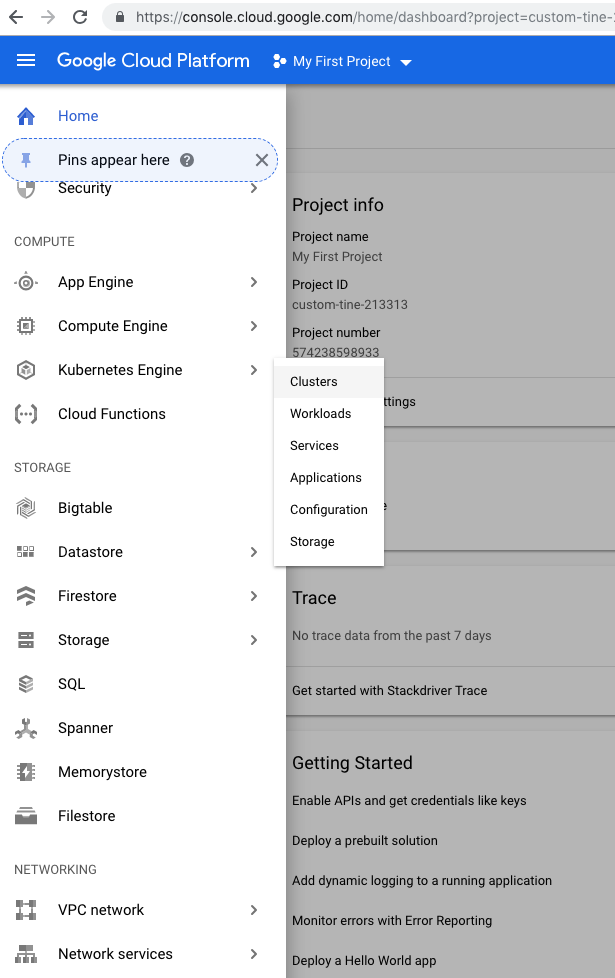 https://console.cloud.google.com/home/dashboard?project=custom-tine-
Google Cloud Platform
My First Project
Home
Pins appear here
Security
COMPUTE
App Engine
Compute Engine
Kubernetes Engine
Cloud Functions
STORAGE
Bigtable
Datastore
Firestore
Storage
SQL
Spanner
Memorystore
Filestore
NETWORKING
VPC network
Network services
Clusters
Workloads
Services
Applications
Configuration
Storage
Project info
Project name
My First Project
Project ID
custom-tine-213313
Project number
574238598933
ttings
e
Trace
No trace data from the past 7 days
Get started with Stackdriver Trace
Getting Started
Enable APIs and get credentials like keys
Deploy a prebuilt solution
Add dynamic logging to a running application
Monitor errors with Error Reporting
Deploy a Hello World app